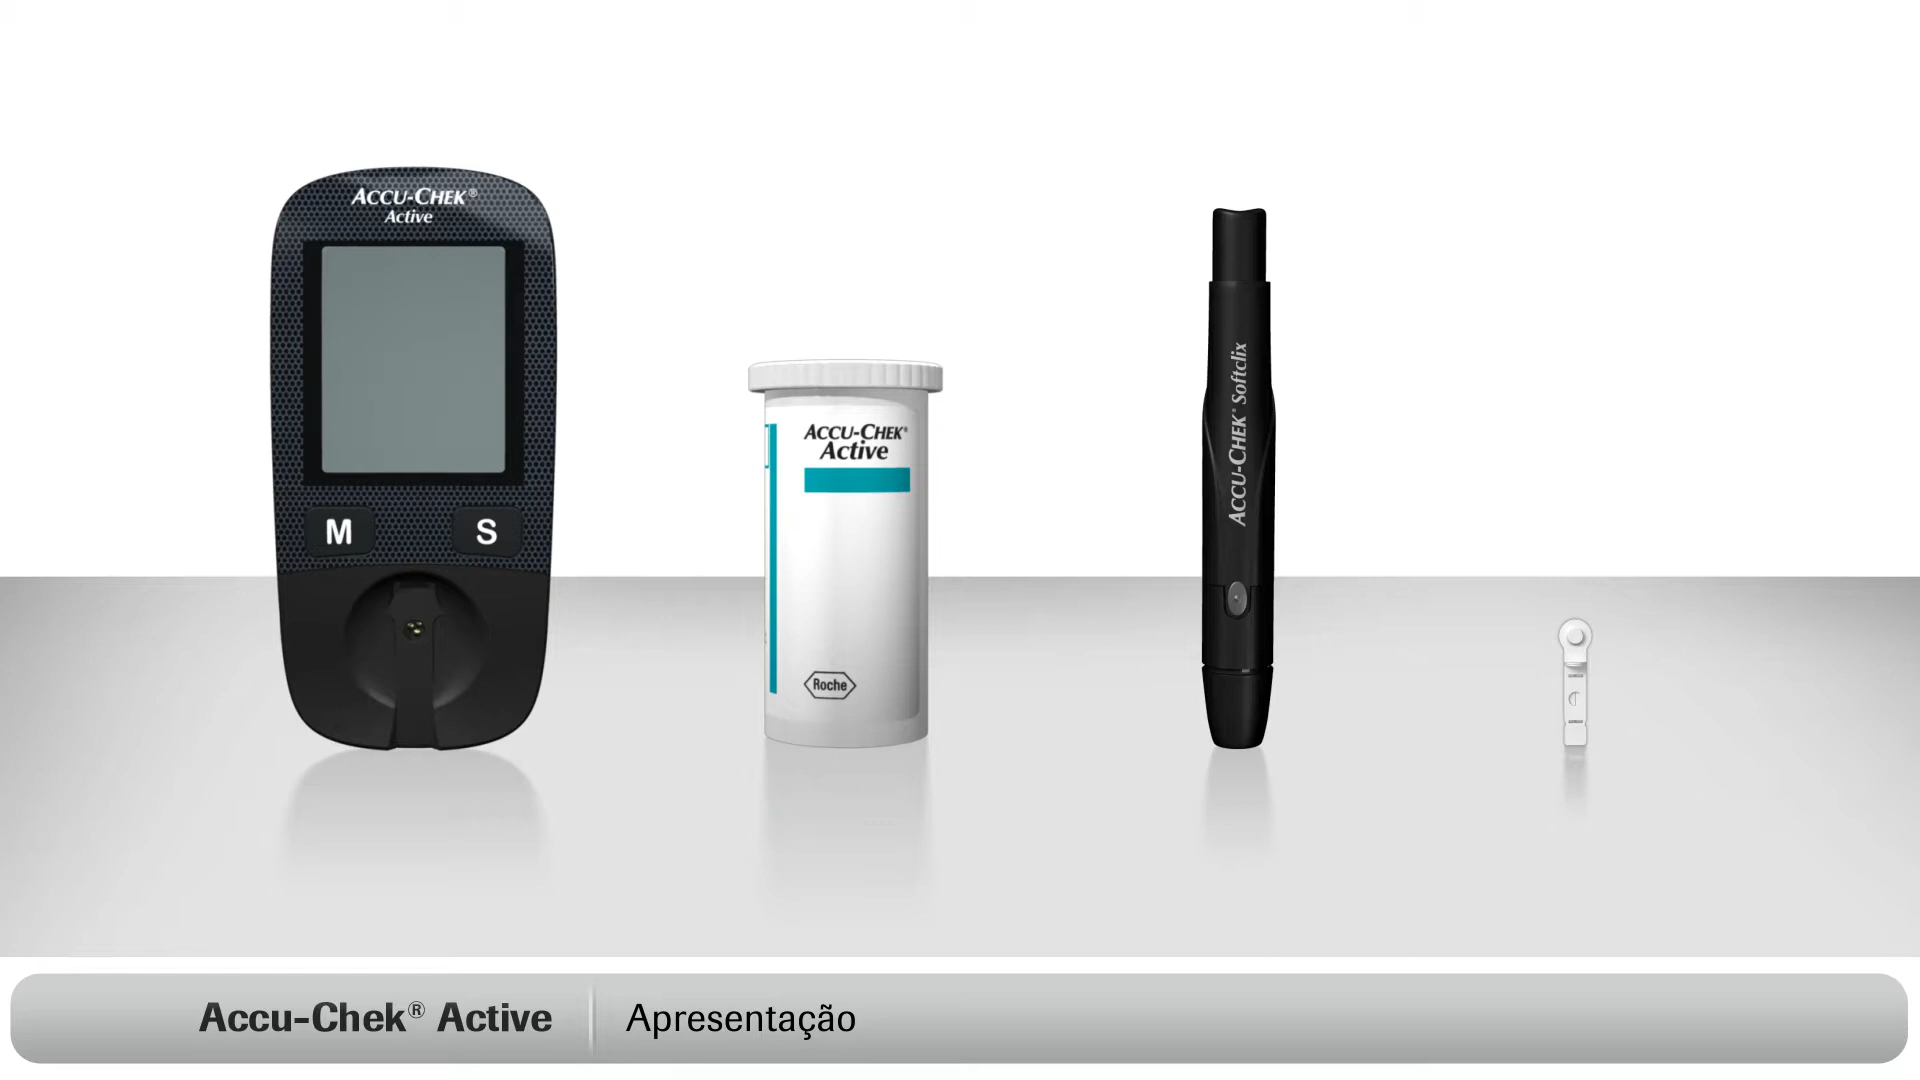 ACCU-CHEK®
Active
M
S
ACCU-CHEK®
Active
Roche
ACCU-CHEK® Softclix
Accu-Chek® Active
Apresentação